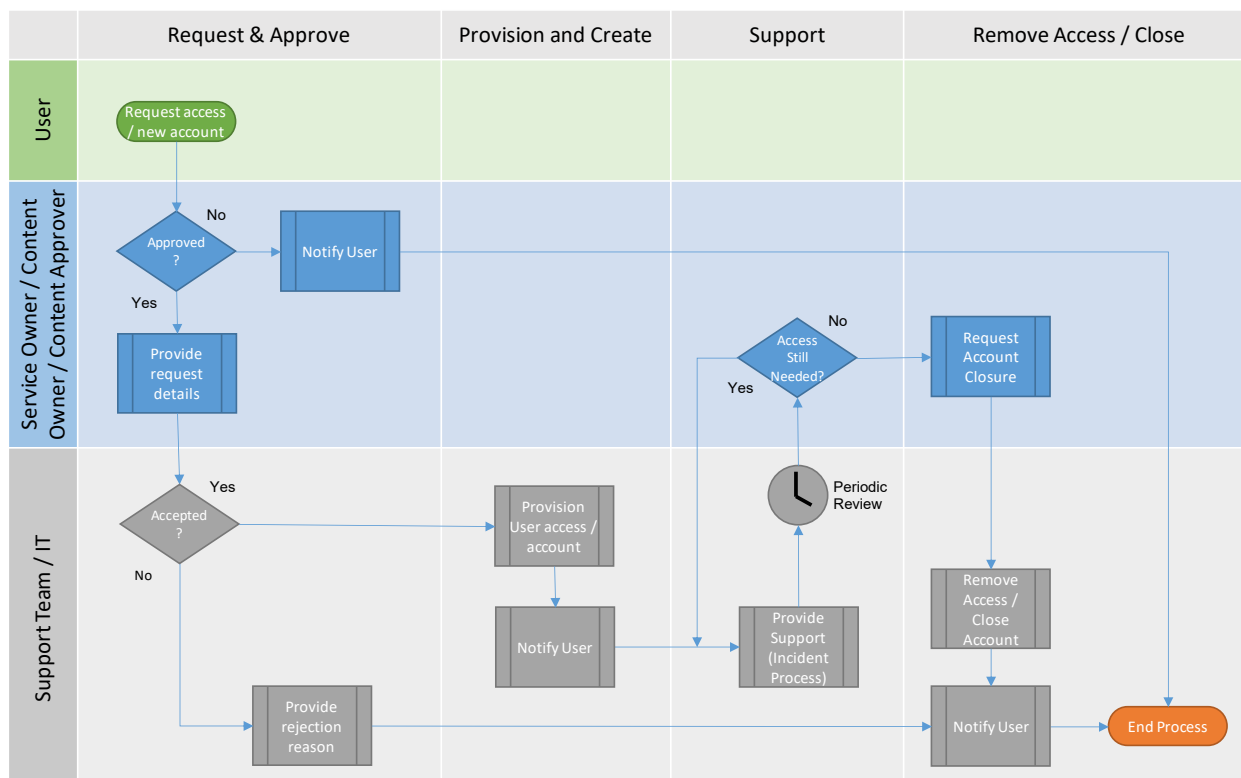 Request & Approve
Provision and Create
Support
Remove Access / Close
User
Request access
/ new account
Service Owner / Content
Owner / Content Approver
Approved
?
No
Yes
Notify User
Provide
request
details
Access
Still
Needed?
No
Yes
Request
Account
Closure
Support Team / IT
Accepted
?
Yes
No
Provision
User access /
account
Notify User
Periodic
Review
Provide
Support
(Incident
Process)
Remove
Access /
Close
Account
Provide
rejection
reason
Notify User
End Process